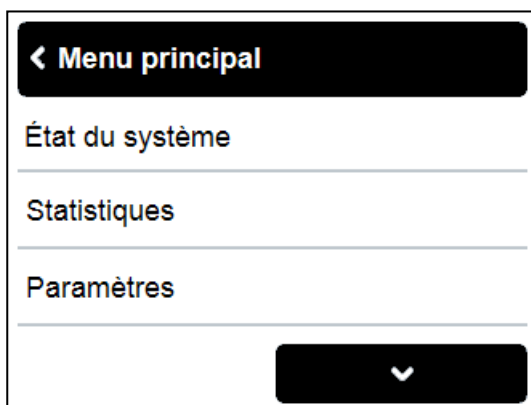 Menu principal
État du système
Statistiques
Paramètres